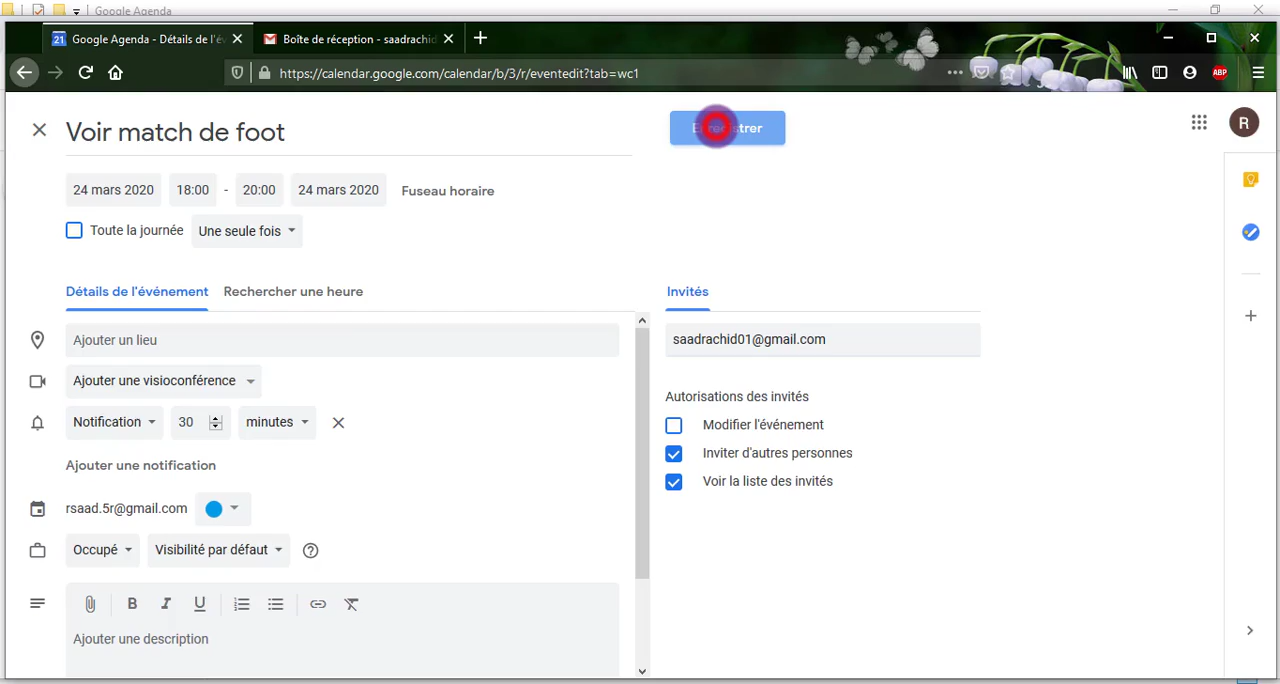 Google Agenda
21 Google Agenda - Détails de l'év
Boîte de réception - saadrachid
https://calendar.google.com/calendar/b/3/r/eventedit?tab=wc1
ABP
Voir match de foot
Enregistrer
R
24 mars 2020 18:00 - 20:00 24 mars 2020 Fuseau horaire
Toute la journée Une seule fois
Détails de l'événement Rechercher une heure
Invités
Ajouter un lieu
saadrachid01@gmail.com
Ajouter une visioconférence
Autorisations des invités
Notification 30 minutes
Modifier l'événement
Inviter d'autres personnes
Ajouter une notification
Voir la liste des invités
rsaad.5r@gmail.com
Occupé Visibilité par défaut
B I U
Ajouter une description